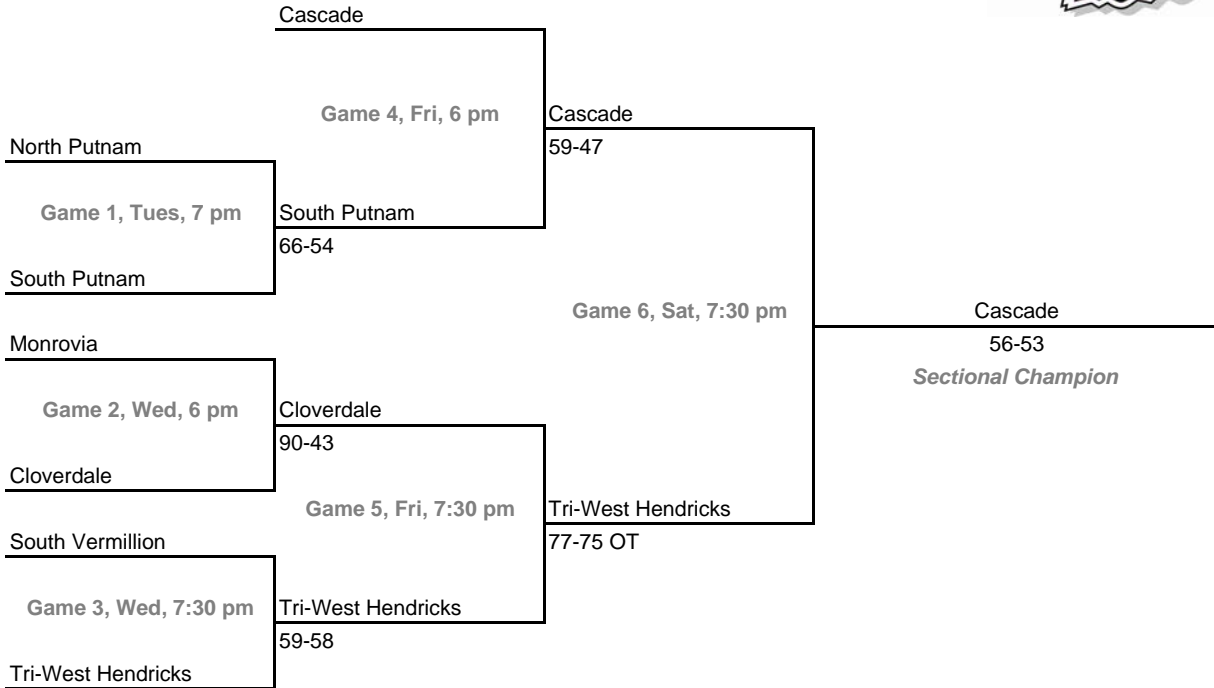 Cascade
Game 4, Fri, 6 pm
Cascade
North Putnam
59-47
Game 1, Tues, 7 pm
South Putnam
66-54
South Putnam
Game 6, Sat, 7:30 pm
Cascade
Monrovia
56-53
Sectional Champion
Game 2, Wed, 6 pm
Cloverdale
90-43
Cloverdale
Game 5, Fri, 7:30 pm
Tri-West Hendricks
South Vermillion
77-75 OT
Game 3, Wed, 7:30 pm
Tri-West Hendricks
59-58
Tri-West Hendricks